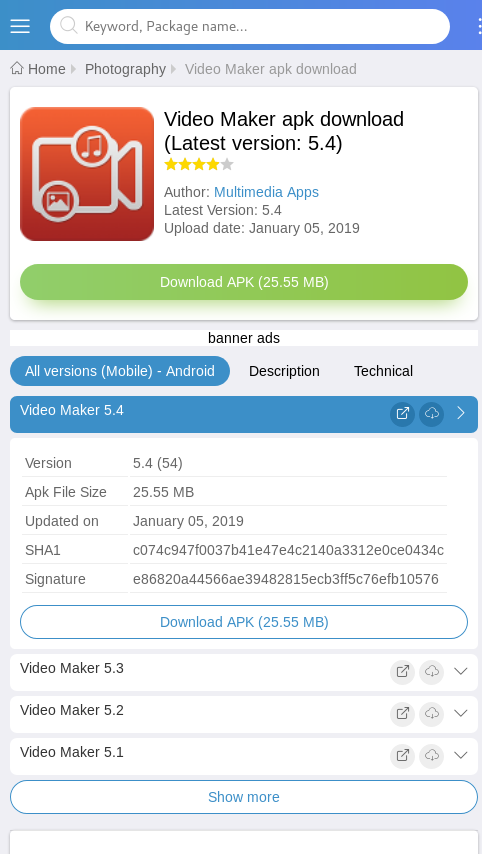 Keyword, Package name...
Home Photography Video Maker apk download
Video Maker apk download
(Latest version: 5.4)
Author: Multimedia Apps
Latest Version: 5.4
Upload date: January 05, 2019
Download APK (25.55 MB)
banner ads
All versions (Mobile) - Android Description Technical
Video Maker 5.4
Version 5.4 (54)
Apk File Size 25.55 MB
Updated on January 05, 2019
SHA1 c074c947f0037b41e47e4c2140a3312e0ce0434c
Signature e86820a44566ae39482815ecb3ff5c76efb10576
Download APK (25.55 MB)
Video Maker 5.3
Video Maker 5.2
Video Maker 5.1
Show more